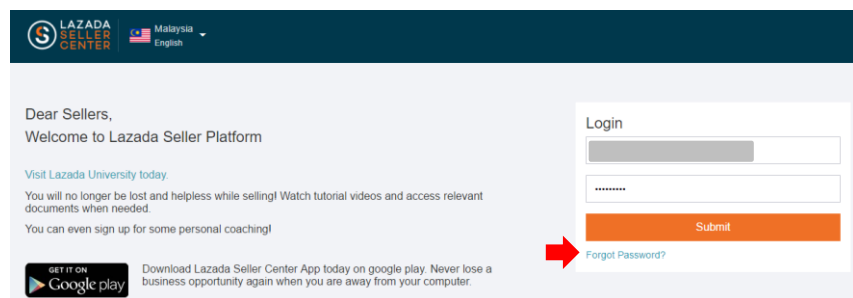 LAZADA
SELLER
CENTER
Malaysia
English
Dear Sellers,
Welcome to Lazada Seller Platform
Visit Lazada University today.
You will no longer be lost and helpless while selling! Watch tutorial videos and access relevant
documents when needed.
You can even sign up for some personal coaching!
GET IT ON
Google play
Download Lazada Seller Center App today on google play. Never lose a
business opportunity again when you are away from your computer.
Login
•••••••••
Submit
Forgot Password?